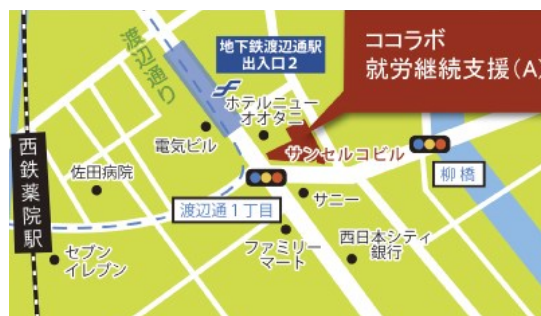 ココラボ
就労継続支援(A)
地下鉄渡辺通駅
出入口2
渡辺通り
ホテルニュー
オオタニ
電気ビル
サンセルコビル
柳橋
西鉄薬院駅
佐田病院
渡辺通1丁目
サニー
セブン
イレブン
ファミリー
マート
西日本シティ
銀行